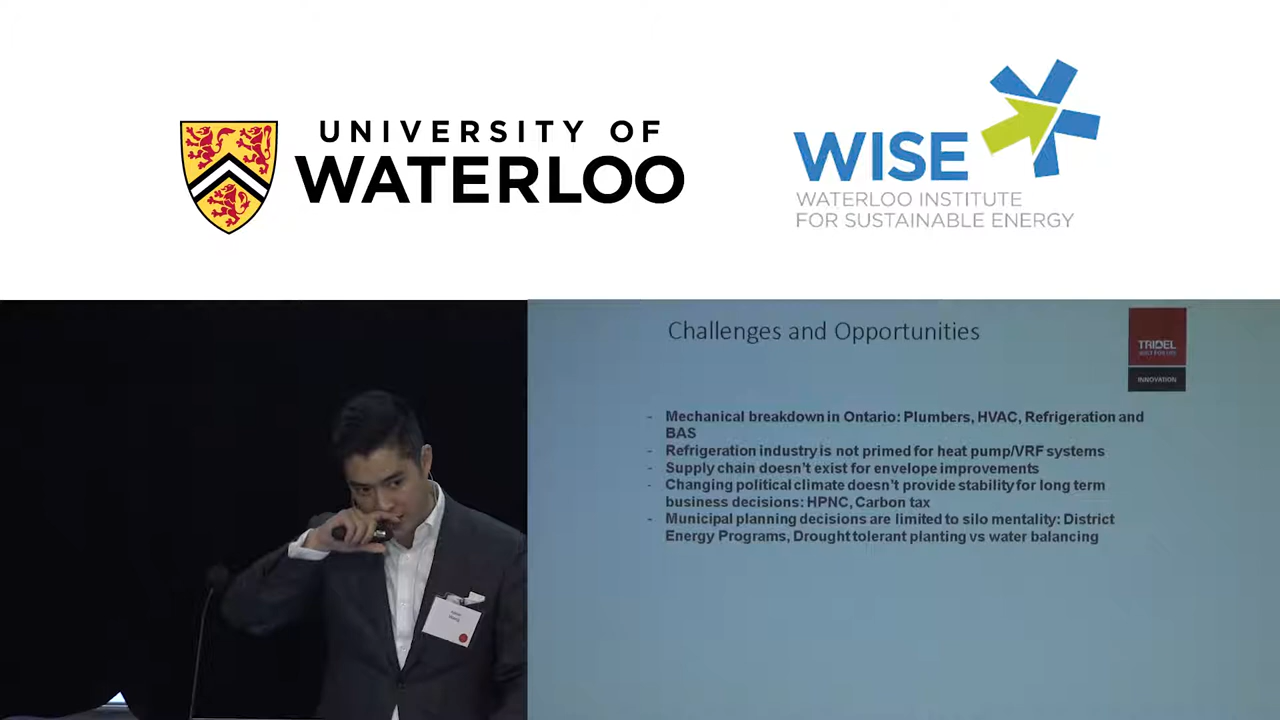 UNIVERSITY OF
WATERLOO
WISE
WATERLOO INSTITUTE
FOR SUSTAINABLE ENERGY
Challenges and Opportunities
TRIDEL
BUILT FOR LIFE
INNOVATION
- Mechanical breakdown in Ontario: Plumbers, HVAC, Refrigeration and
BAS
- Refrigeration industry is not primed for heat pump/VRF systems
- Supply chain doesn't exist for envelope improvements
- Changing political climate doesn't provide stability for long term
business decisions: HPNC, Carbon tax
- Municipal planning decisions are limited to silo mentality: District
Energy Programs, Drought tolerant planting vs water balancing